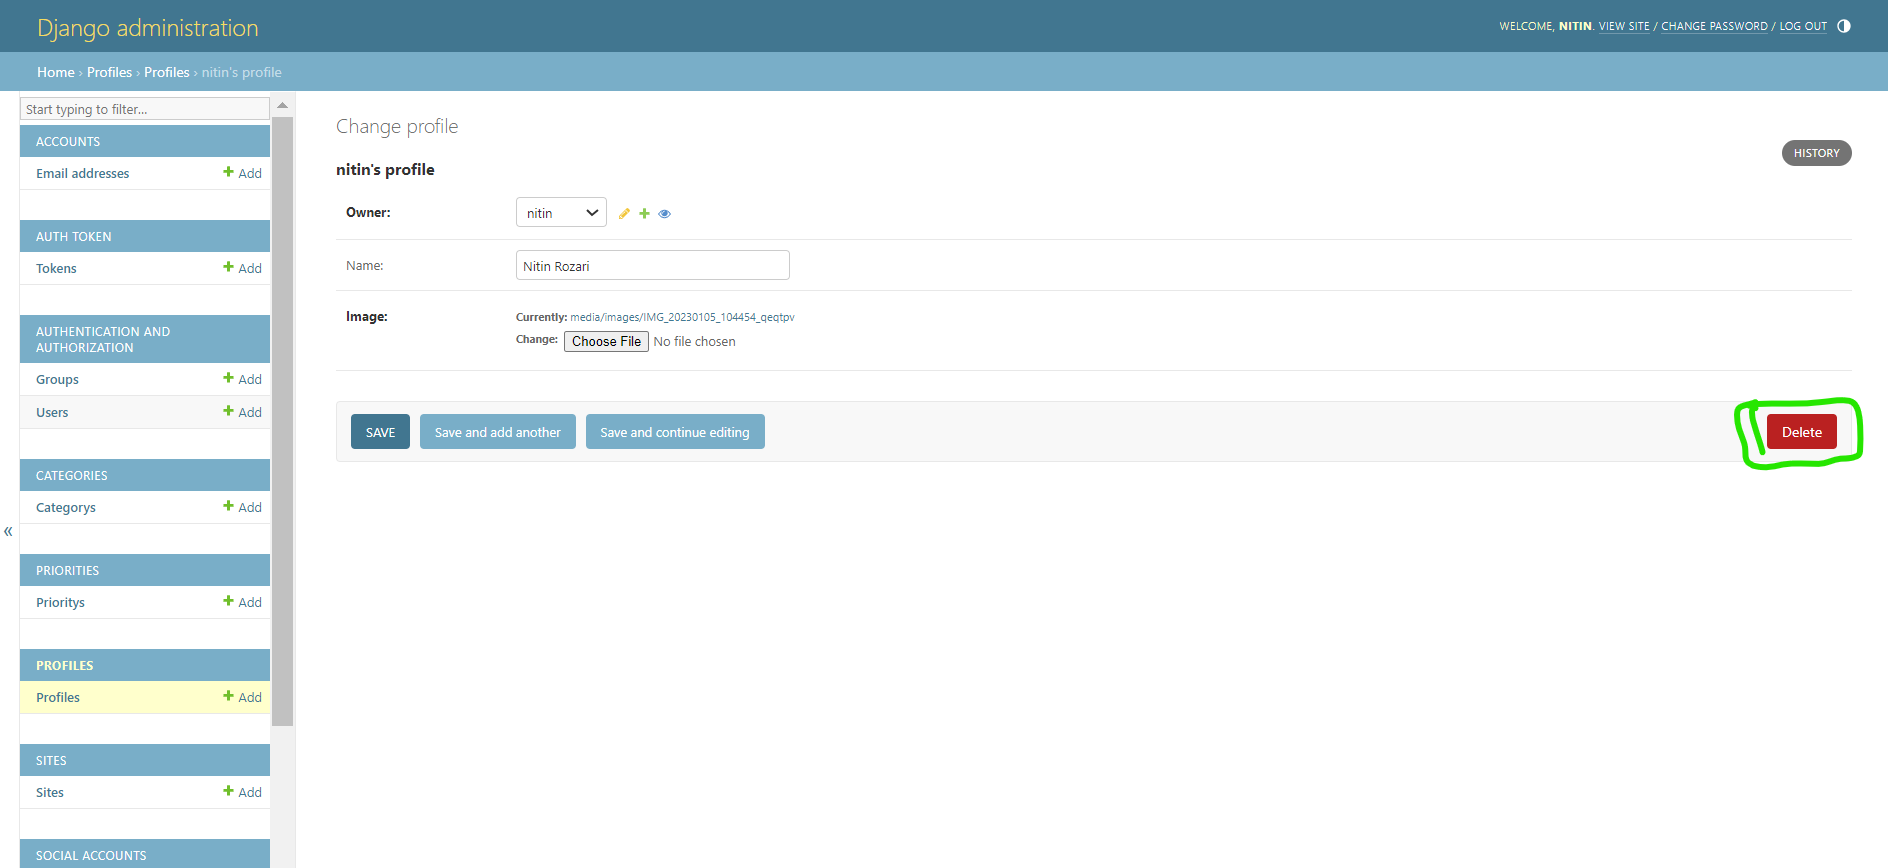 Django administration
WELCOME, NITIN. VIEW SITE / CHANGE PASSWORD / LOG OUT
Home › Profiles › Profiles › nitin's profile
Start typing to filter...
ACCOUNTS
Email addresses + Add
AUTH TOKEN
Tokens + Add
AUTHENTICATION AND
AUTHORIZATION
Groups + Add
Users + Add
CATEGORIES
Categorys + Add
PRIORITIES
Prioritys + Add
PROFILES
Profiles + Add
SITES
Sites + Add
SOCIAL ACCOUNTS
«
Change profile
HISTORY
nitin's profile
Owner: nitin
Name: Nitin Rozari
Image: Currently: media/images/IMG_20230105_104454_qeqtpv
Change: Choose File No file chosen
SAVE Save and add another Save and continue editing Delete